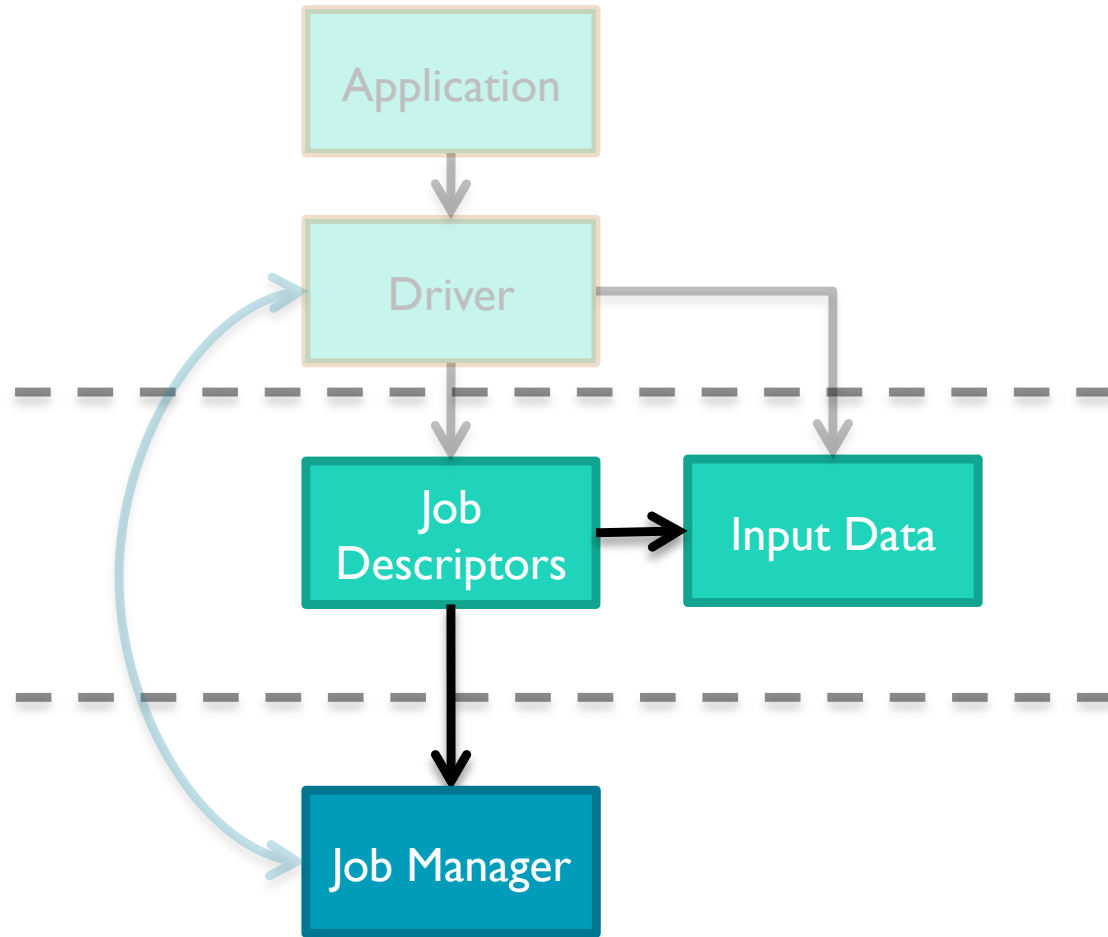 Application
Driver
Job
Descriptors
Input Data
Job Manager